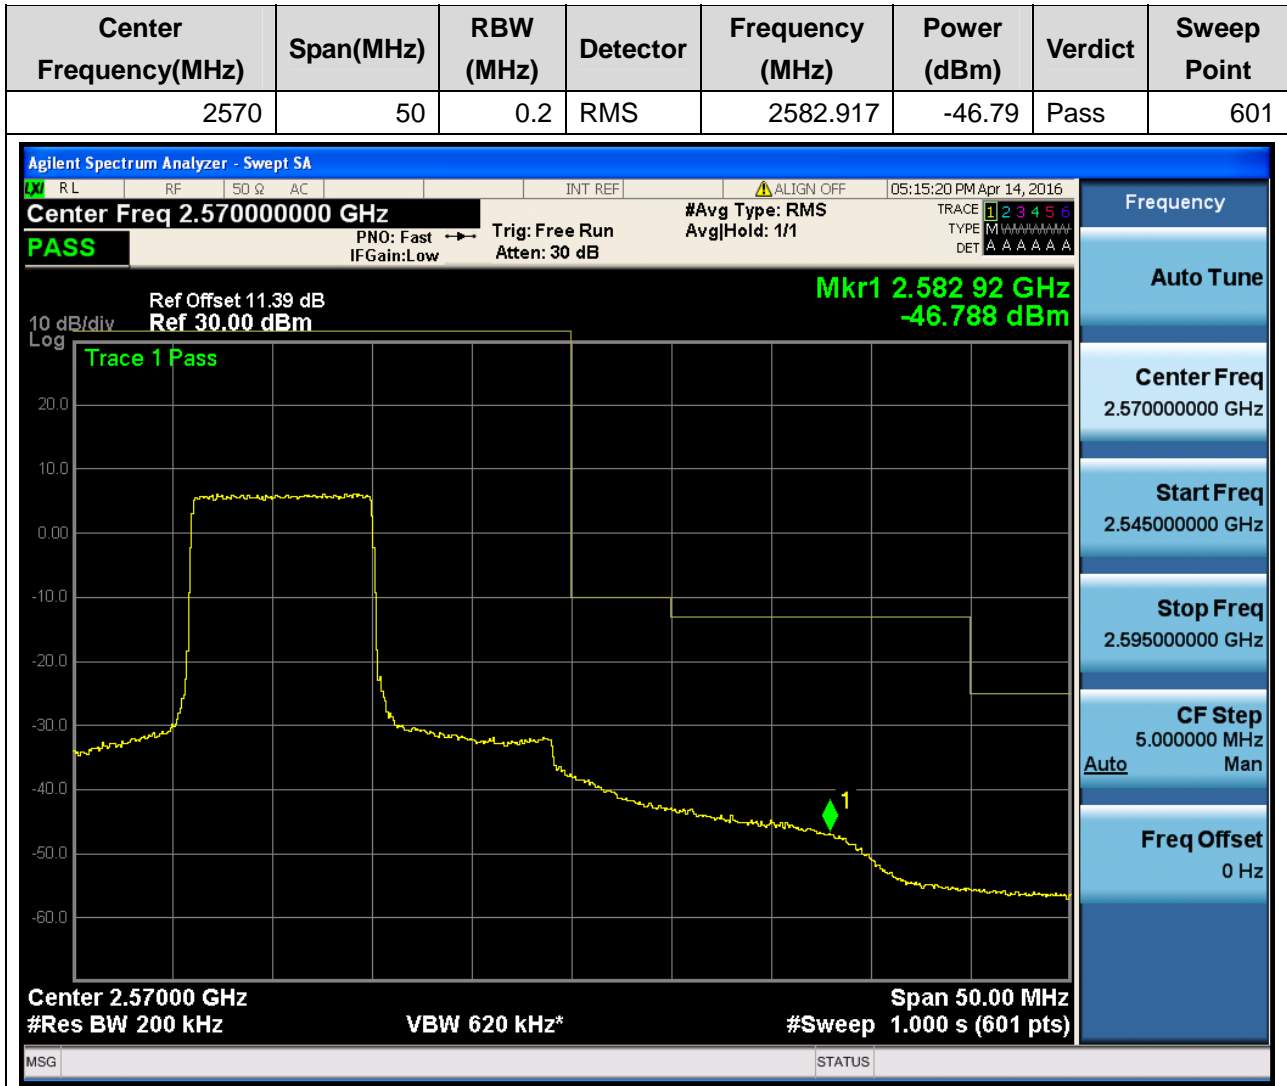 Center Frequency(MHz) Span(MHz) RBW (MHz) Detector Frequency (MHz) Power (dBm) Verdict Sweep Point
2570 50 0.2 RMS 2582.917 -46.79 Pass 601
Agilent Spectrum Analyzer - Swept SA
LXI RL RF 50 Ω AC INT REF ALIGN OFF 05:15:20 PM Apr 14, 2016
Center Freq 2.570000000 GHz
PASS
PNO: Fast
IFGain:Low
Trig: Free Run
Atten: 30 dB
#Avg Type: RMS
Avg|Hold: 1/1
TRACE 1 2 3 4 5 6
TYPE M WWWWW
DET A A A A A A
Mkr1 2.582 92 GHz
-46.788 dBm
Ref Offset 11.39 dB
10 dB/div Ref 30.00 dBm
Log
Trace 1 Pass
20.0
10.0
0.00
-10.0
-20.0
-30.0
-40.0
-50.0
-60.0
1
Center 2.57000 GHz Span 50.00 MHz
#Res BW 200 kHz VBW 620 kHz* #Sweep 1.000 s (601 pts)
MSG STATUS
Frequency
Auto Tune
Center Freq
2.570000000 GHz
Start Freq
2.545000000 GHz
Stop Freq
2.595000000 GHz
CF Step
5.000000 MHz
Auto Man
Freq Offset
0 Hz